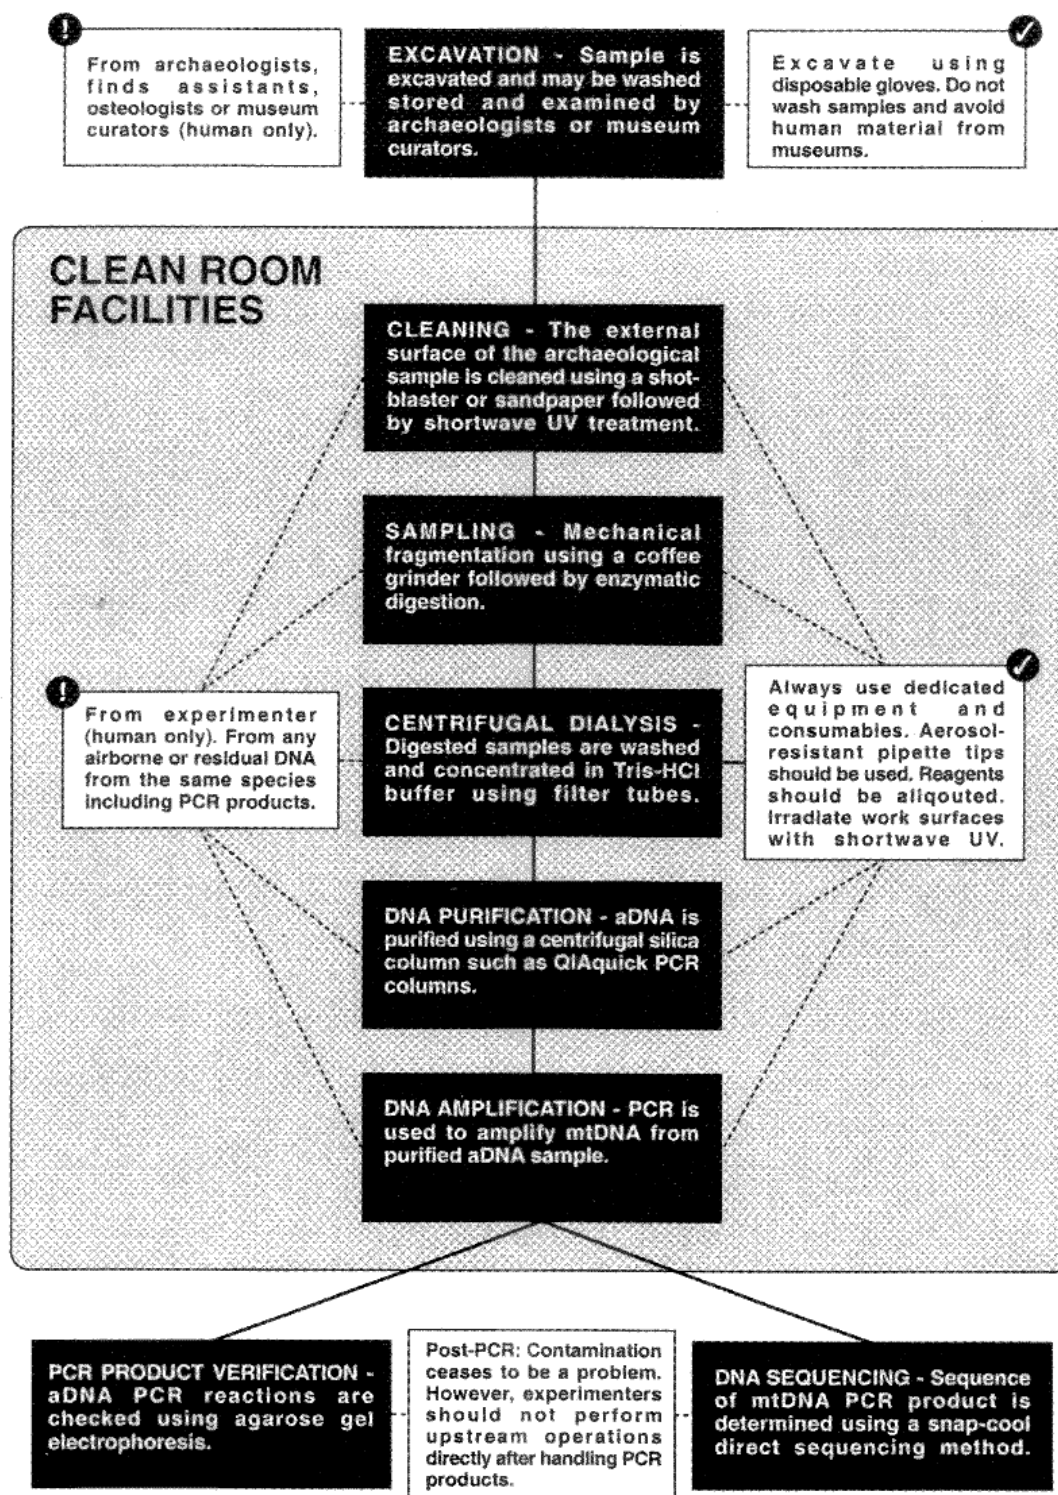 From archaeologists,
finds assistants,
osteologists or museum
curators (human only).
EXCAVATION - Sample is
excavated and may be washed
stored and examined by
archaeologists or museum
curators.
Excavate using
disposable gloves. Do not
wash samples and avoid
human material from
museums.
CLEAN ROOM
FACILITIES
CLEANING - The external
surface of the archaeological
sample is cleaned using a shot-
blaster or sandpaper followed
by shortwave UV treatment.
SAMPLING - Mechanical
fragmentation using a coffee
grinder followed by enzymatic
digestion.
From experimenter
(human only). From any
airborne or residual DNA
from the same species
including PCR products.
CENTRIFUGAL DIALYSIS -
Digested samples are washed
and concentrated in Tris-HCl
buffer using filter tubes.
Always use dedicated
equipment and
consumables. Aerosol-
resistant pipette tips
should be used. Reagents
should be aliqouted.
Irradiate work surfaces
with shortwave UV.
DNA PURIFICATION - aDNA is
purified using a centrifugal silica
column such as QIAquick PCR
columns.
DNA AMPLIFICATION - PCR is
used to amplify mtDNA from
purified aDNA sample.
PCR PRODUCT VERIFICATION -
aDNA PCR reactions are
checked using agarose gel
electrophoresis.
Post-PCR: Contamination
ceases to be a problem.
However, experimenters
should not perform
upstream operations
directly after handling PCR
products.
DNA SEQUENCING - Sequence
of mtDNA PCR product is
determined using a snap-cool
direct sequencing method.